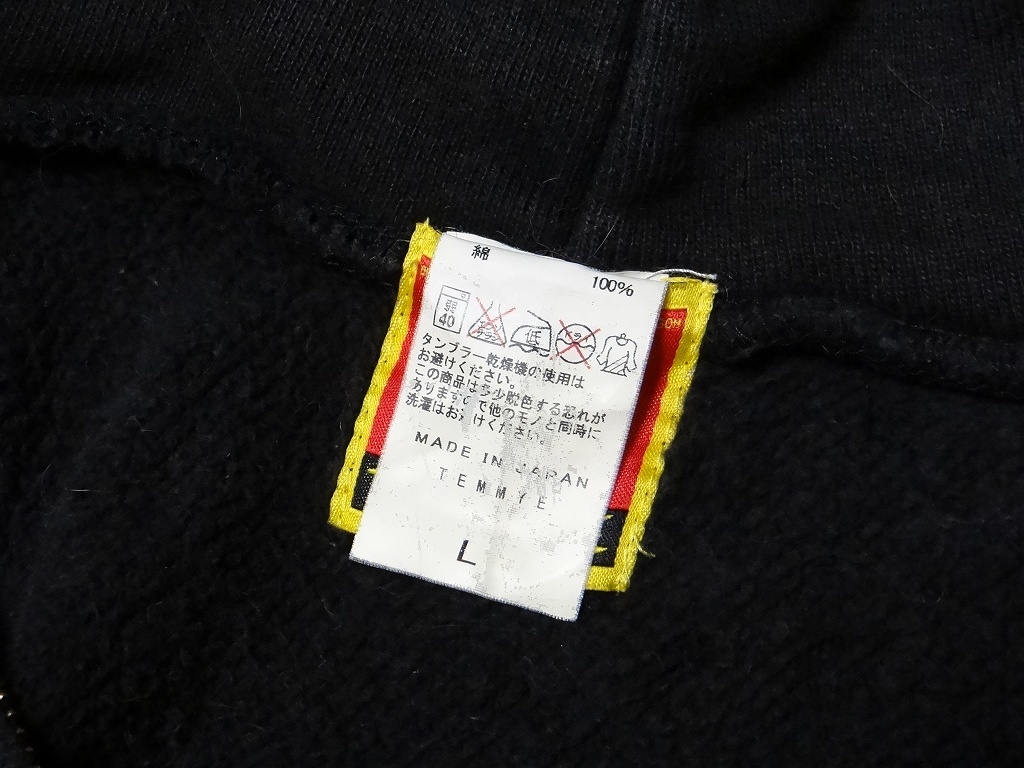 綿
100%
40
低
タンブラー乾燥機の使用は
お避けください。
この商品は多少脱色する恐れが
ありますので他のモノと同時に
洗濯はお避けください。
MADE IN JAPAN
TEMMYE
L